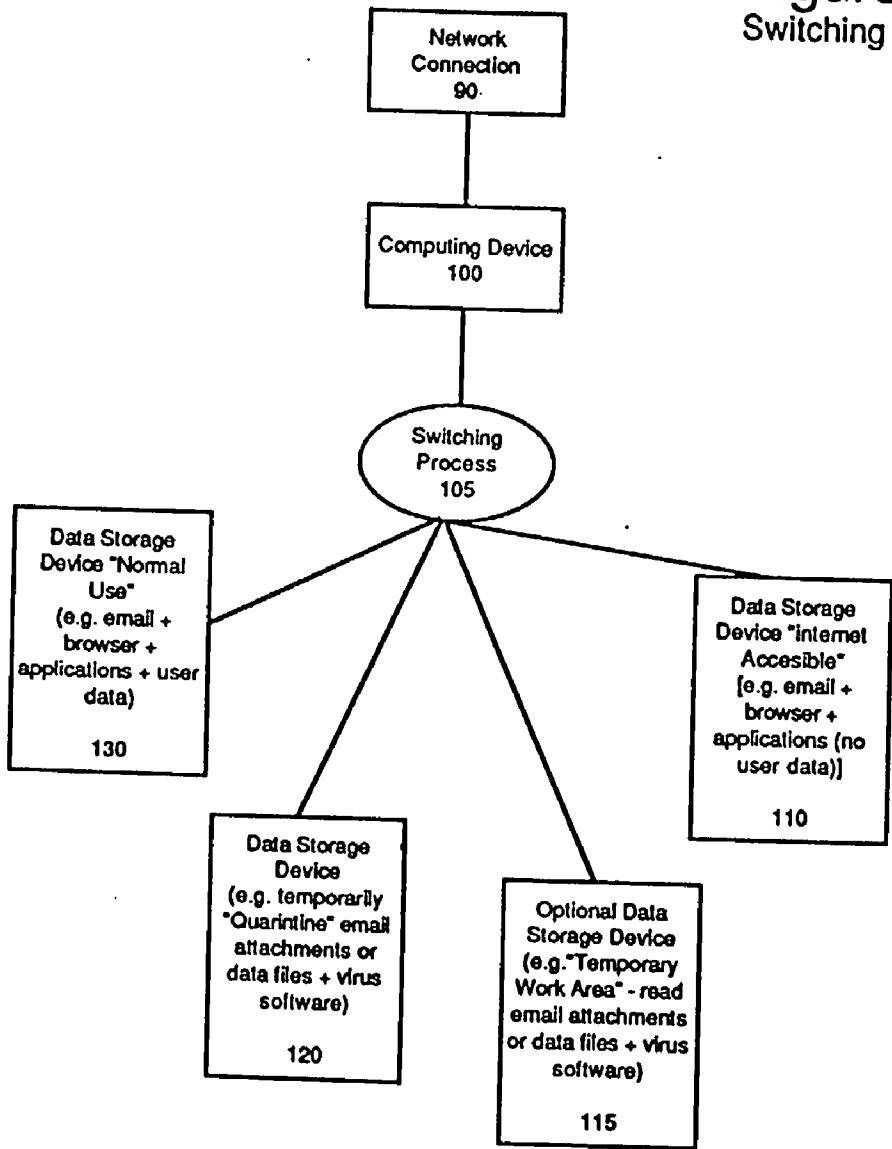 Switching
Network
Connection
90
Computing Device
100
Switching
Process
105
Data Storage
Device "Normal
Use"
(e.g. email +
browser +
applications + user
data)
130
Data Storage
Device
(e.g. temporarily
"Quarintine" email
attachments or
data files + virus
software)
120
Optional Data
Storage Device
(e.g."Temporary
Work Area" - read
email attachments
or data files + virus
software)
115
Data Storage
Device "internet
Accesible"
[e.g. email +
browser +
applications (no
user data)]
110